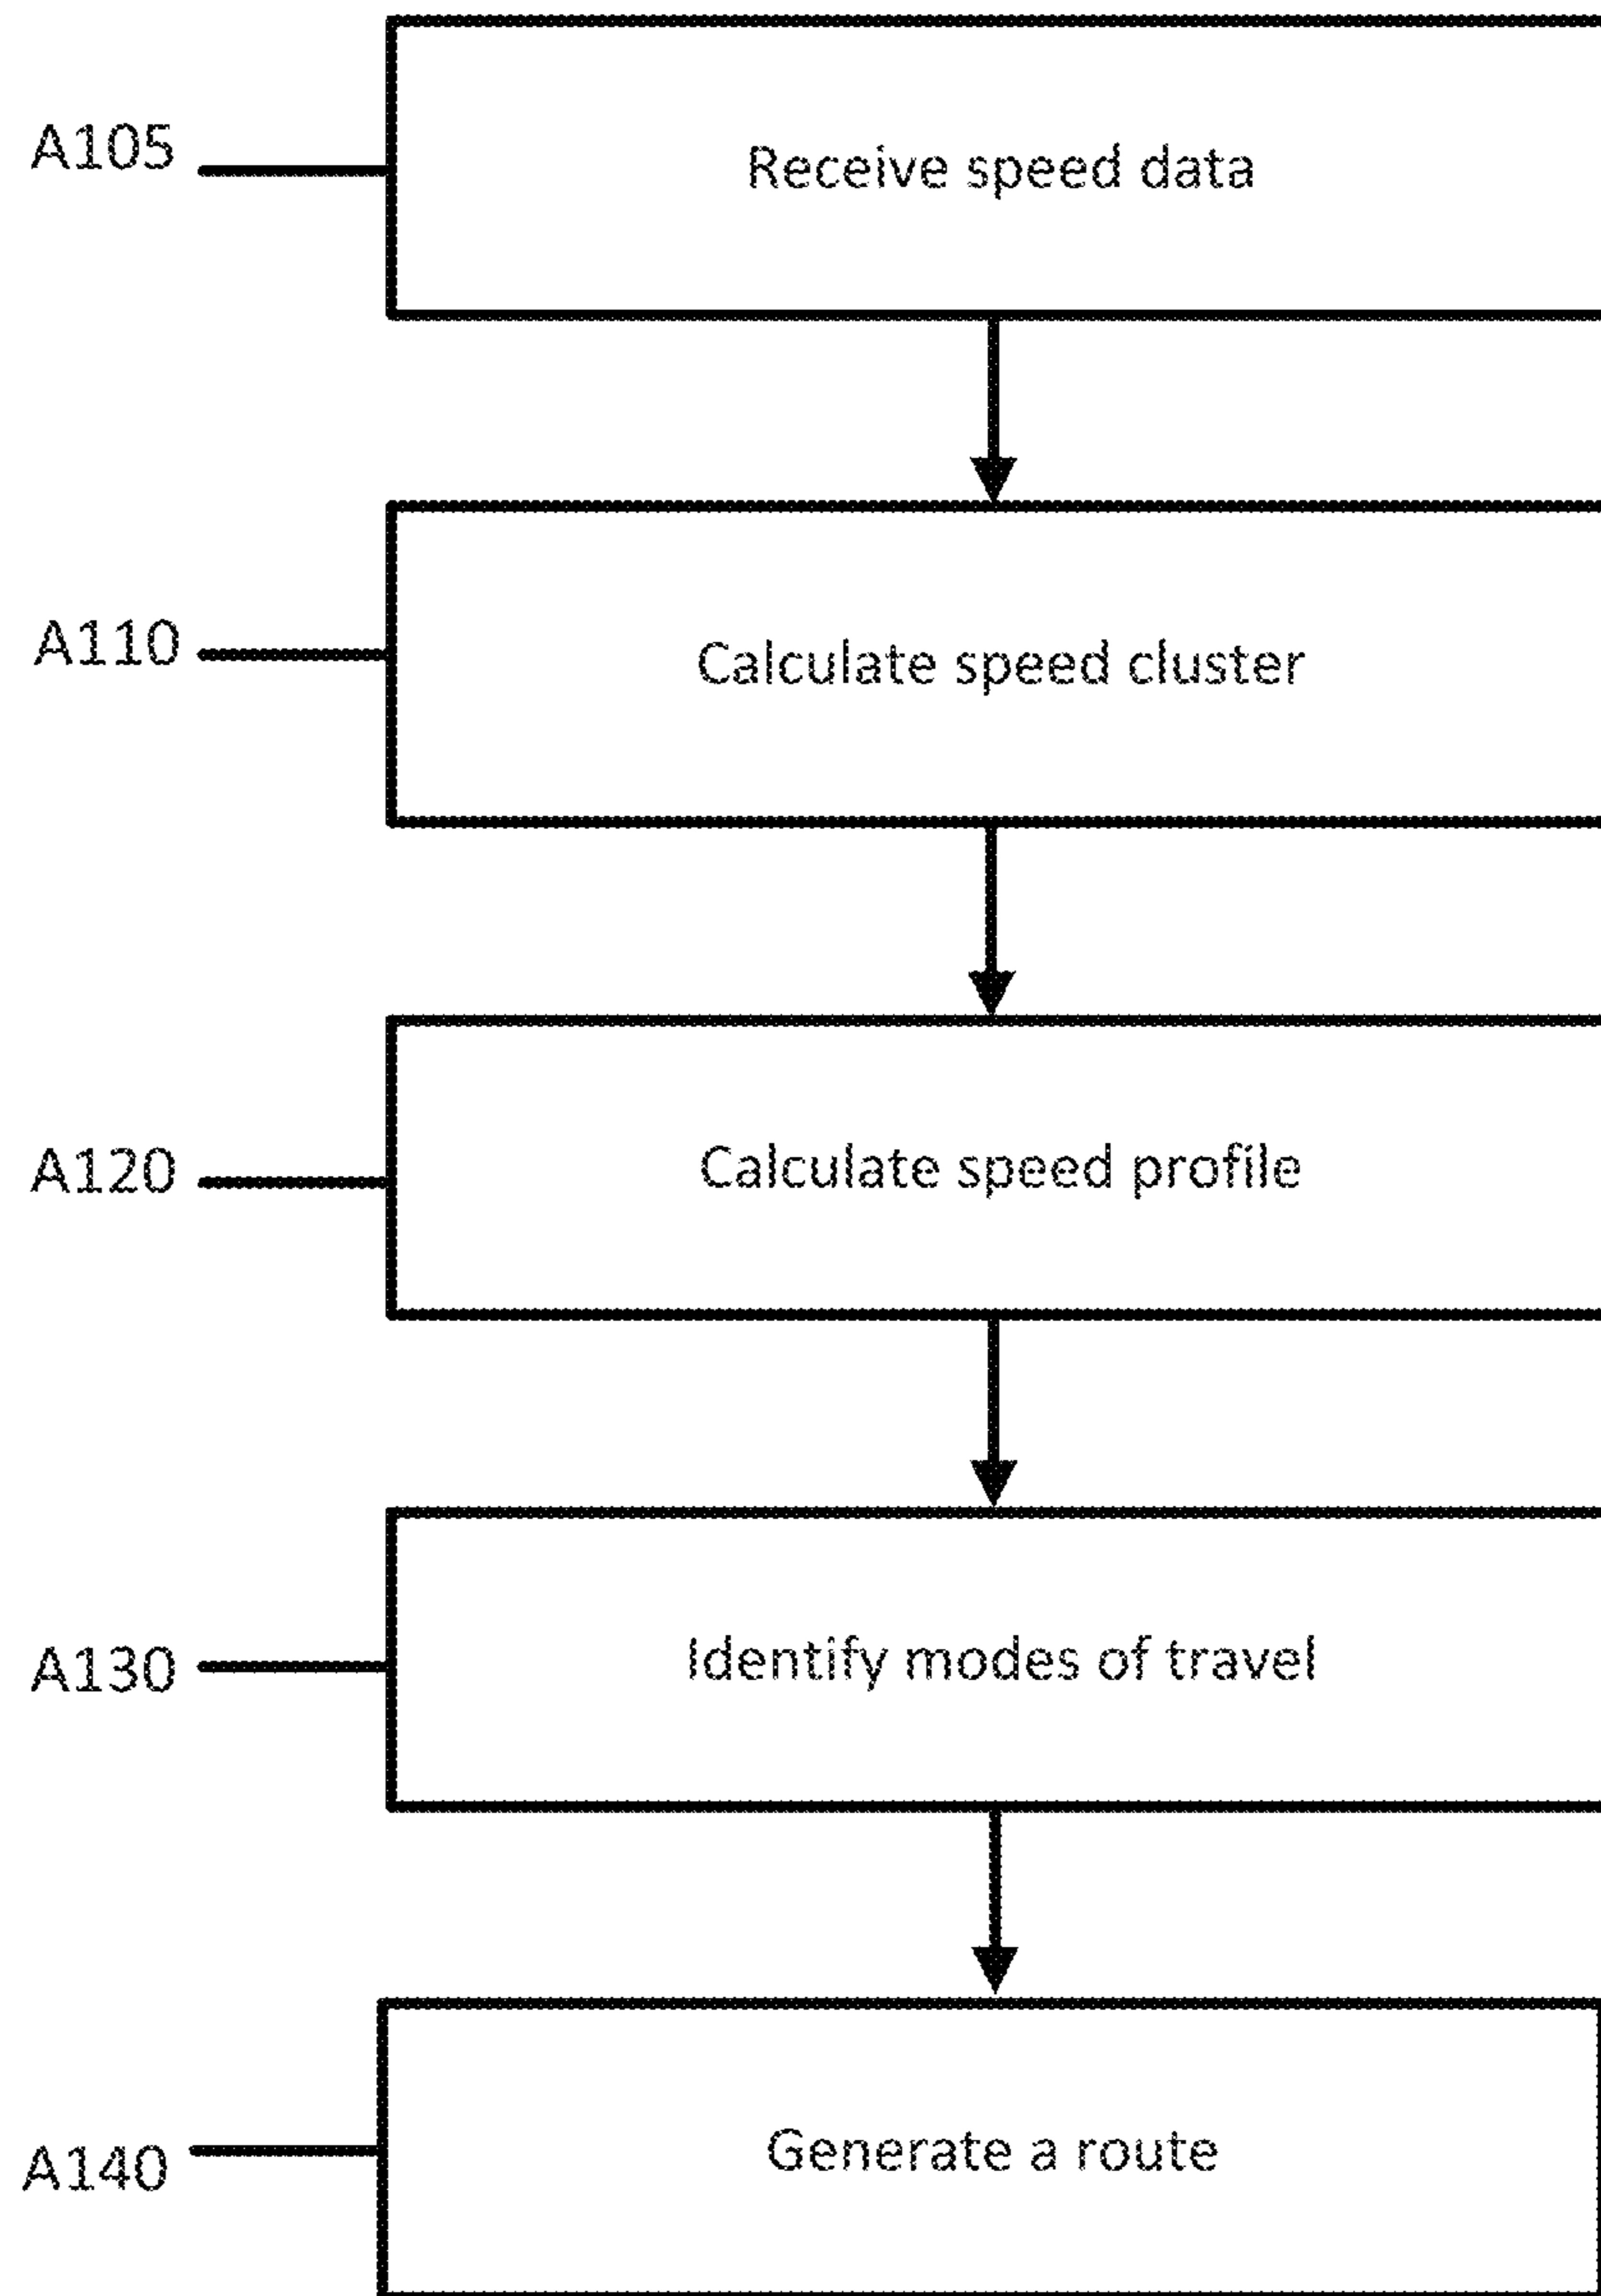 A105
Receive speed data
A110
Calculate speed cluster
A120
Calculate speed profile
A130
Identify modes of travel
A140
Generate a route